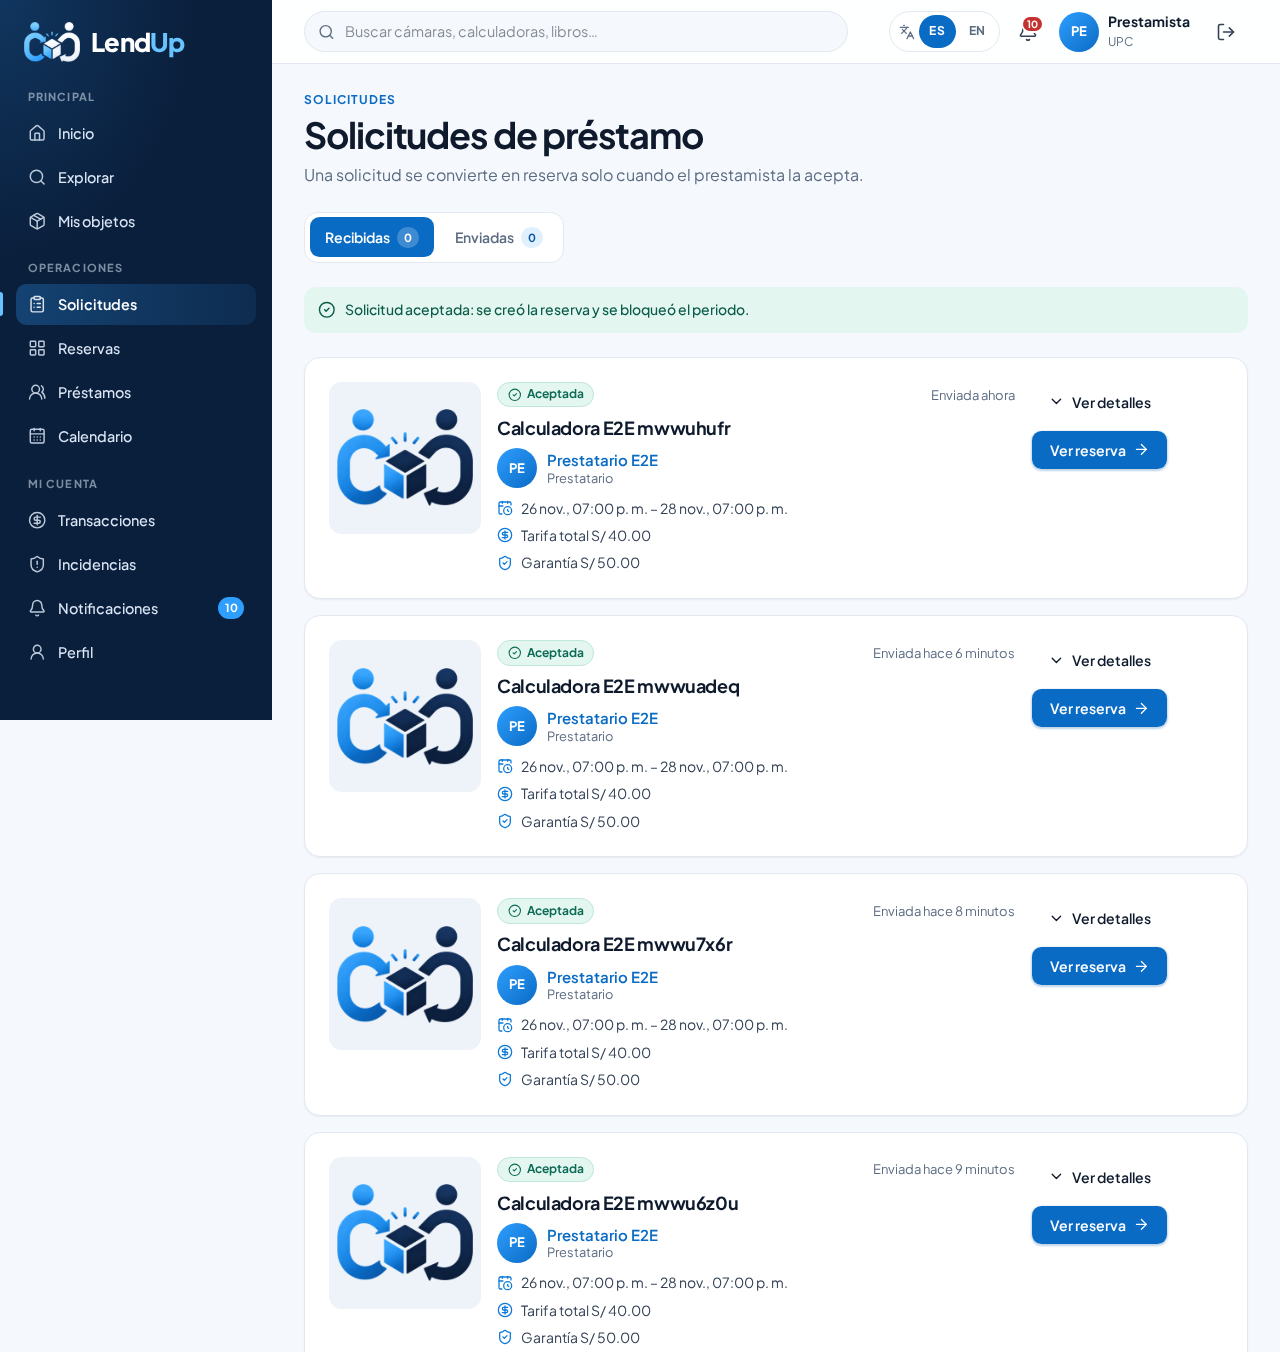 LendUp
Buscar cámaras, calculadoras, libros...
ES
EN
10
PE
Prestamista
UPC
PRINCIPAL
Inicio
Explorar
Mis objetos
OPERACIONES
Solicitudes
Reservas
Préstamos
Calendario
MI CUENTA
Transacciones
Incidencias
Notificaciones 10
Perfil
SOLICITUDES
Solicitudes de préstamo
Una solicitud se convierte en reserva solo cuando el prestamista la acepta.
Recibidas 0
Enviadas 0
Solicitud aceptada: se creó la reserva y se bloqueó el periodo.
Aceptada
Enviada ahora
Ver detalles
Calculadora E2E mwwuhufr
Ver reserva
PE
Prestatario E2E
Prestatario
26 nov., 07:00 p. m. – 28 nov., 07:00 p. m.
Tarifa total S/ 40.00
Garantía S/ 50.00
Aceptada
Enviada hace 6 minutos
Ver detalles
Calculadora E2E mwwuadeq
Ver reserva
PE
Prestatario E2E
Prestatario
26 nov., 07:00 p. m. – 28 nov., 07:00 p. m.
Tarifa total S/ 40.00
Garantía S/ 50.00
Aceptada
Enviada hace 8 minutos
Ver detalles
Calculadora E2E mwwu7x6r
Ver reserva
PE
Prestatario E2E
Prestatario
26 nov., 07:00 p. m. – 28 nov., 07:00 p. m.
Tarifa total S/ 40.00
Garantía S/ 50.00
Aceptada
Enviada hace 9 minutos
Ver detalles
Calculadora E2E mwwu6z0u
Ver reserva
PE
Prestatario E2E
Prestatario
26 nov., 07:00 p. m. – 28 nov., 07:00 p. m.
Tarifa total S/ 40.00
Garantía S/ 50.00